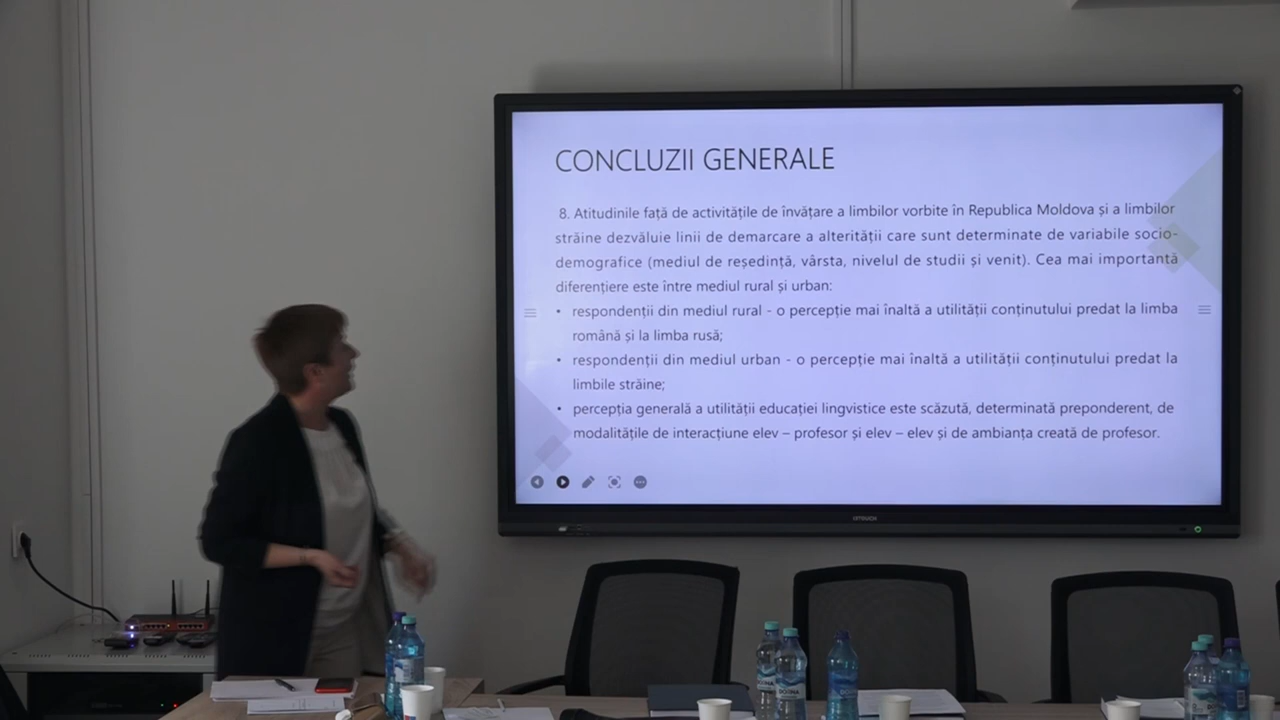 CONCLUZII GENERALE
8. Atitudinile față de activitățile de învățare a limbilor vorbite în Republica Moldova și a limbilor
străine dezvăluie linii de demarcare a alterității care sunt determinate de variabile socio-
demografice (mediul de reședință, vârsta, nivelul de studii și venit). Cea mai importantă
diferențiere este între mediul rural și urban:
• respondenții din mediul rural - o percepție mai înaltă a utilității conținutului predat la limba
română și la limba rusă;
• respondenții din mediul urban - o percepție mai înaltă a utilității conținutului predat la
limbile străine;
• percepția generală a utilității educației lingvistice este scăzută, determinată preponderent, de
modalitățile de interacțiune elev – profesor și elev – elev și de ambianța creată de profesor.
DORNA
DORNA